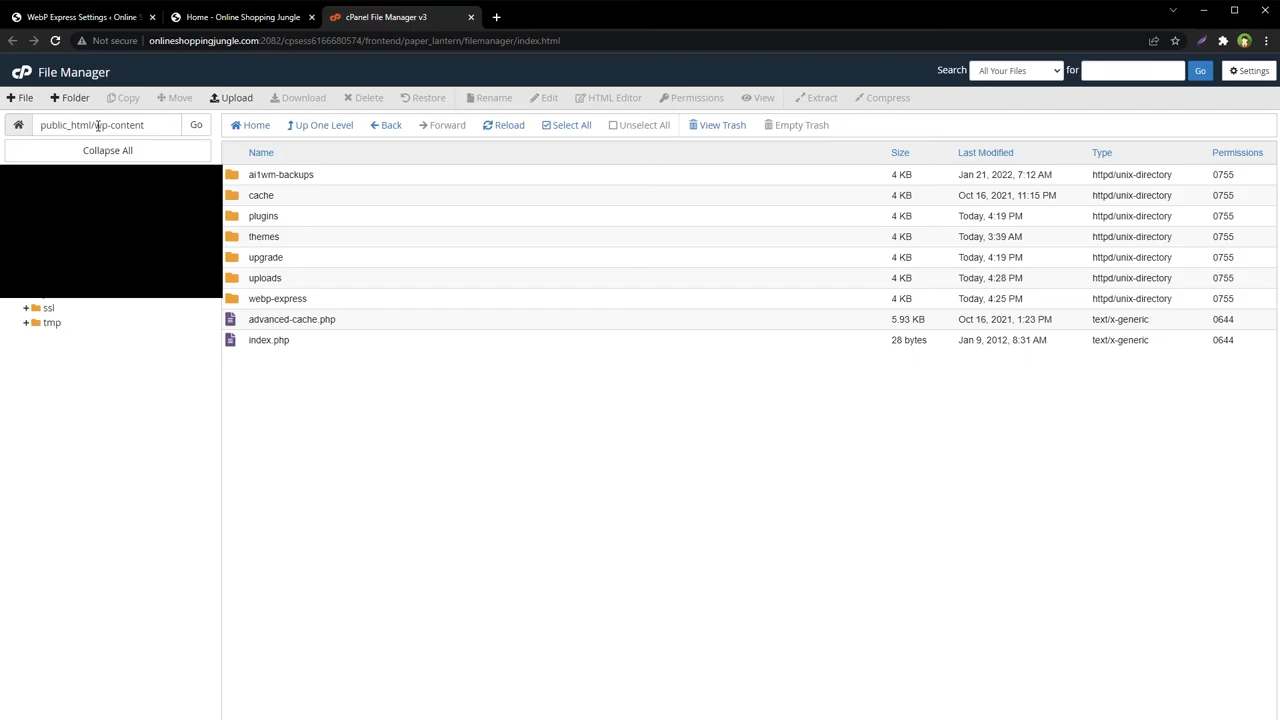 WebP Express Settings ‹ Online S
Home - Online Shopping Jungle
cPanel File Manager v3
Not secure
onlineshoppingjungle.com:2082/cpsess6166680574/frontend/paper_lantern/filemanager/index.html
cP File Manager
Search All Your Files for Go Settings
File Folder Copy Move Upload Download Delete Restore Rename Edit HTML Editor Permissions View Extract Compress
public_html/wp-content Go Home Up One Level Back Forward Reload Select All Unselect All View Trash Empty Trash
Collapse All
Name Size Last Modified Type Permissions
ai1wm-backups 4 KB Jan 21, 2022, 7:12 AM httpd/unix-directory 0755
cache 4 KB Oct 16, 2021, 11:15 PM httpd/unix-directory 0755
plugins 4 KB Today, 4:19 PM httpd/unix-directory 0755
themes 4 KB Today, 3:39 AM httpd/unix-directory 0755
upgrade 4 KB Today, 4:19 PM httpd/unix-directory 0755
uploads 4 KB Today, 4:28 PM httpd/unix-directory 0755
webp-express 4 KB Today, 4:25 PM httpd/unix-directory 0755
ssl
advanced-cache.php 5.93 KB Oct 16, 2021, 1:23 PM text/x-generic 0644
tmp
index.php 28 bytes Jan 9, 2012, 8:31 AM text/x-generic 0644